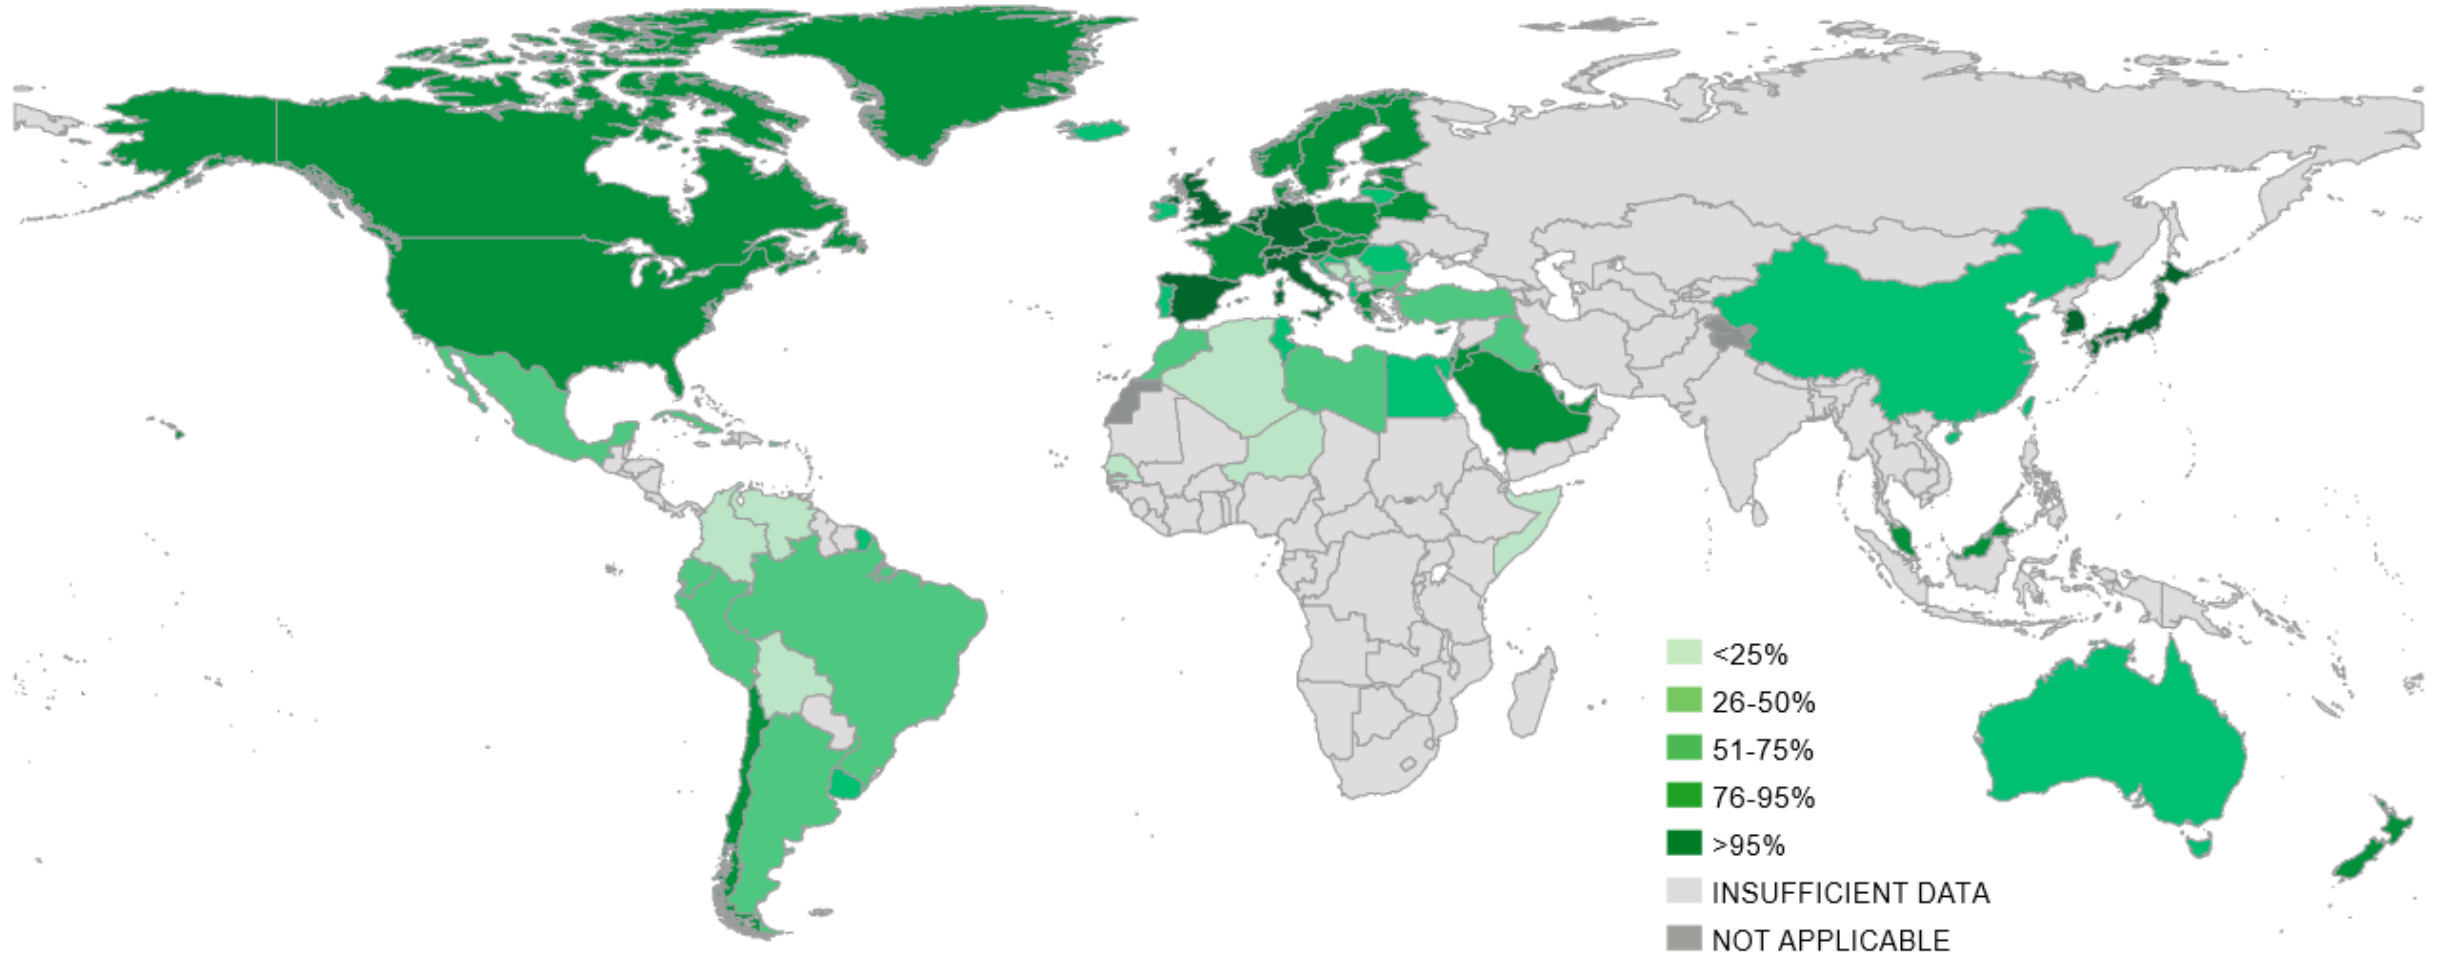 <25%
26-50%
51-75%
76-95%
>95%
INSUFFICIENT DATA
NOT APPLICABLE